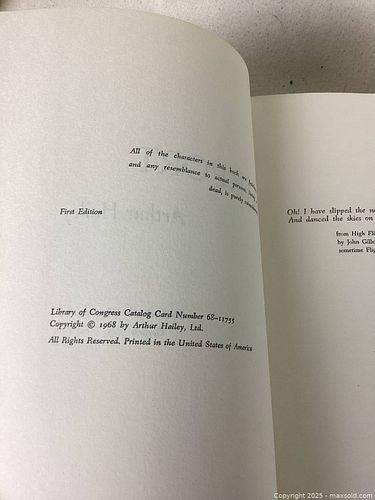 All of the characters in this book are
and any resemblance to actual persons, living
dead, is purely
First Edition
Library of Congress Catalog Card Number 68-11755
Copyright © 1968 by Arthur Hailey, Ltd.
All Rights Reserved. Printed in the United States of America
Oh! I have slipped the
And danced the skies on
from High
by John
sometime
Copyright 2025 - maxsold.com